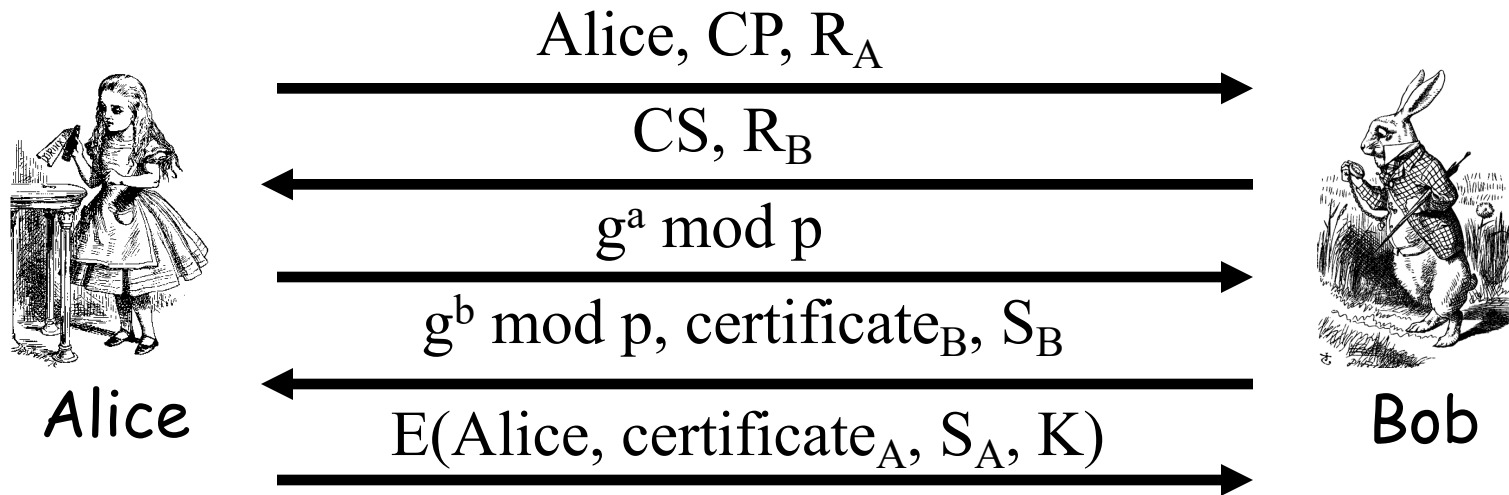 Alice, CP, R_A
CS, R_B
g^a mod p
g^b mod p, certificate_B, S_B
E(Alice, certificate_A, S_A, K)
Alice
Bob